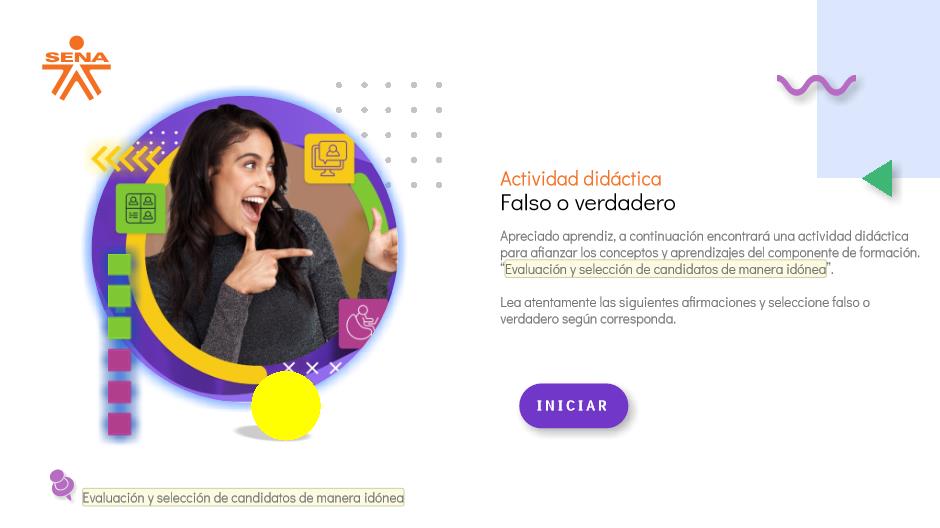 SENA
Actividad didáctica
Falso o verdadero
Apreciado aprendiz, a continuación encontrará una actividad didáctica
para afianzar los conceptos y aprendizajes del componente de formación.
“Evaluación y selección de candidatos de manera idónea”.
Lea atentamente las siguientes afirmaciones y seleccione falso o
verdadero según corresponda.
INICIAR
Evaluación y selección de candidatos de manera idónea